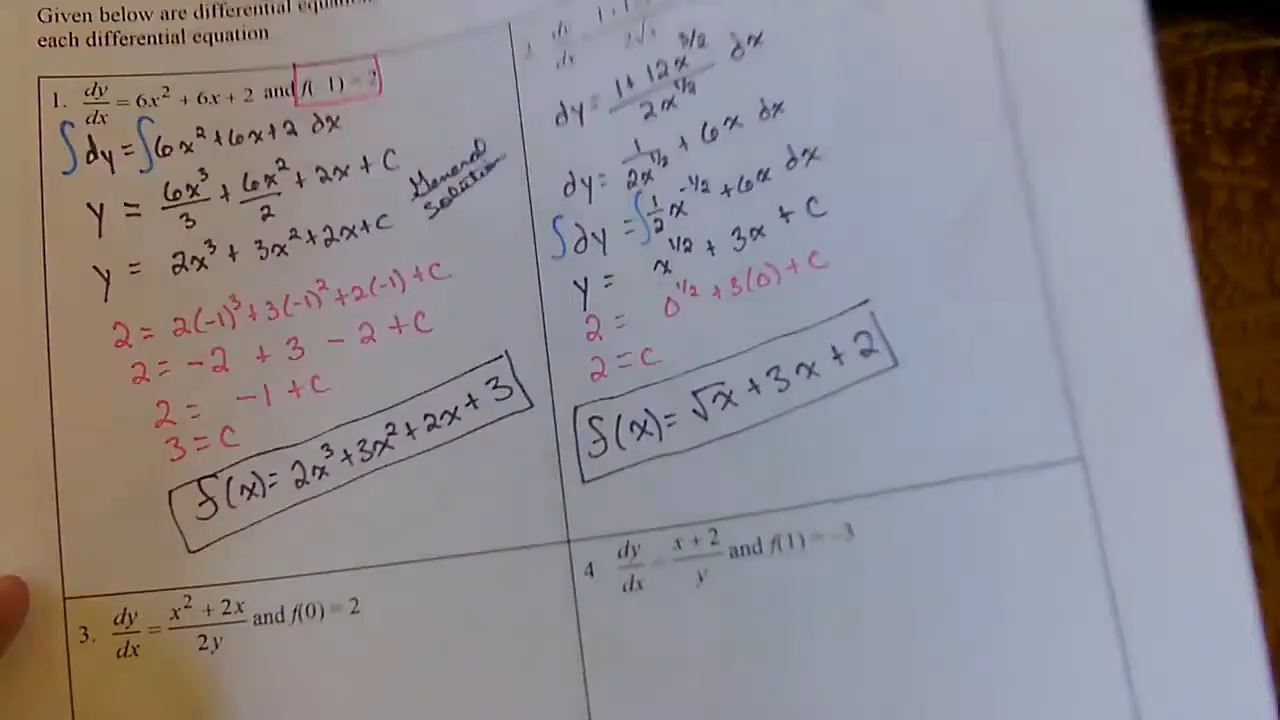 Given below are differential
each differential equation
1. dy/dx = 6x² + 6x + 2 and f(-1) = 2
∫dy = ∫6x² + 6x + 2 dx
y = 6x³/3 + 6x²/2 + 2x + C
General Solution
y = 2x³ + 3x² + 2x + C
2 = 2(-1)³ + 3(-1)² + 2(-1) + C
2 = -2 + 3 - 2 + C
2 = -1 + C
3 = C
f(x) = 2x³ + 3x² + 2x + 3
dy = 1 + 12x^3/2 / 2x^1/2 dx
dy = 1/2x^1/2 + 6x dx
∫dy = ∫1/2 x^-1/2 + 6x dx
y = x^1/2 + 3x + C
2 = 0^1/2 + 3(0) + C
2 = C
f(x) = √x + 3x + 2
3. dy/dx = x² + 2x / 2y and f(0) = 2
4 dy/dx = x + 2 / y and f(1) = -3